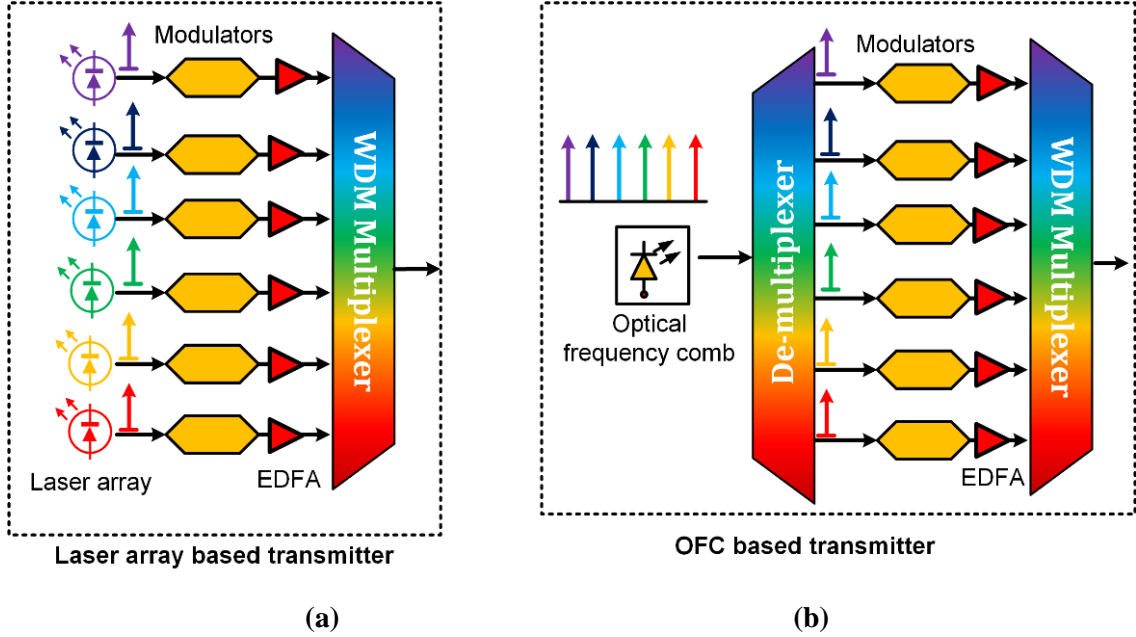 Modulators
WDM Multiplexer
Laser array
EDFA
Laser array based transmitter
(a)
Modulators
De-multiplexer
WDM Multiplexer
Optical
frequency comb
EDFA
OFC based transmitter
(b)